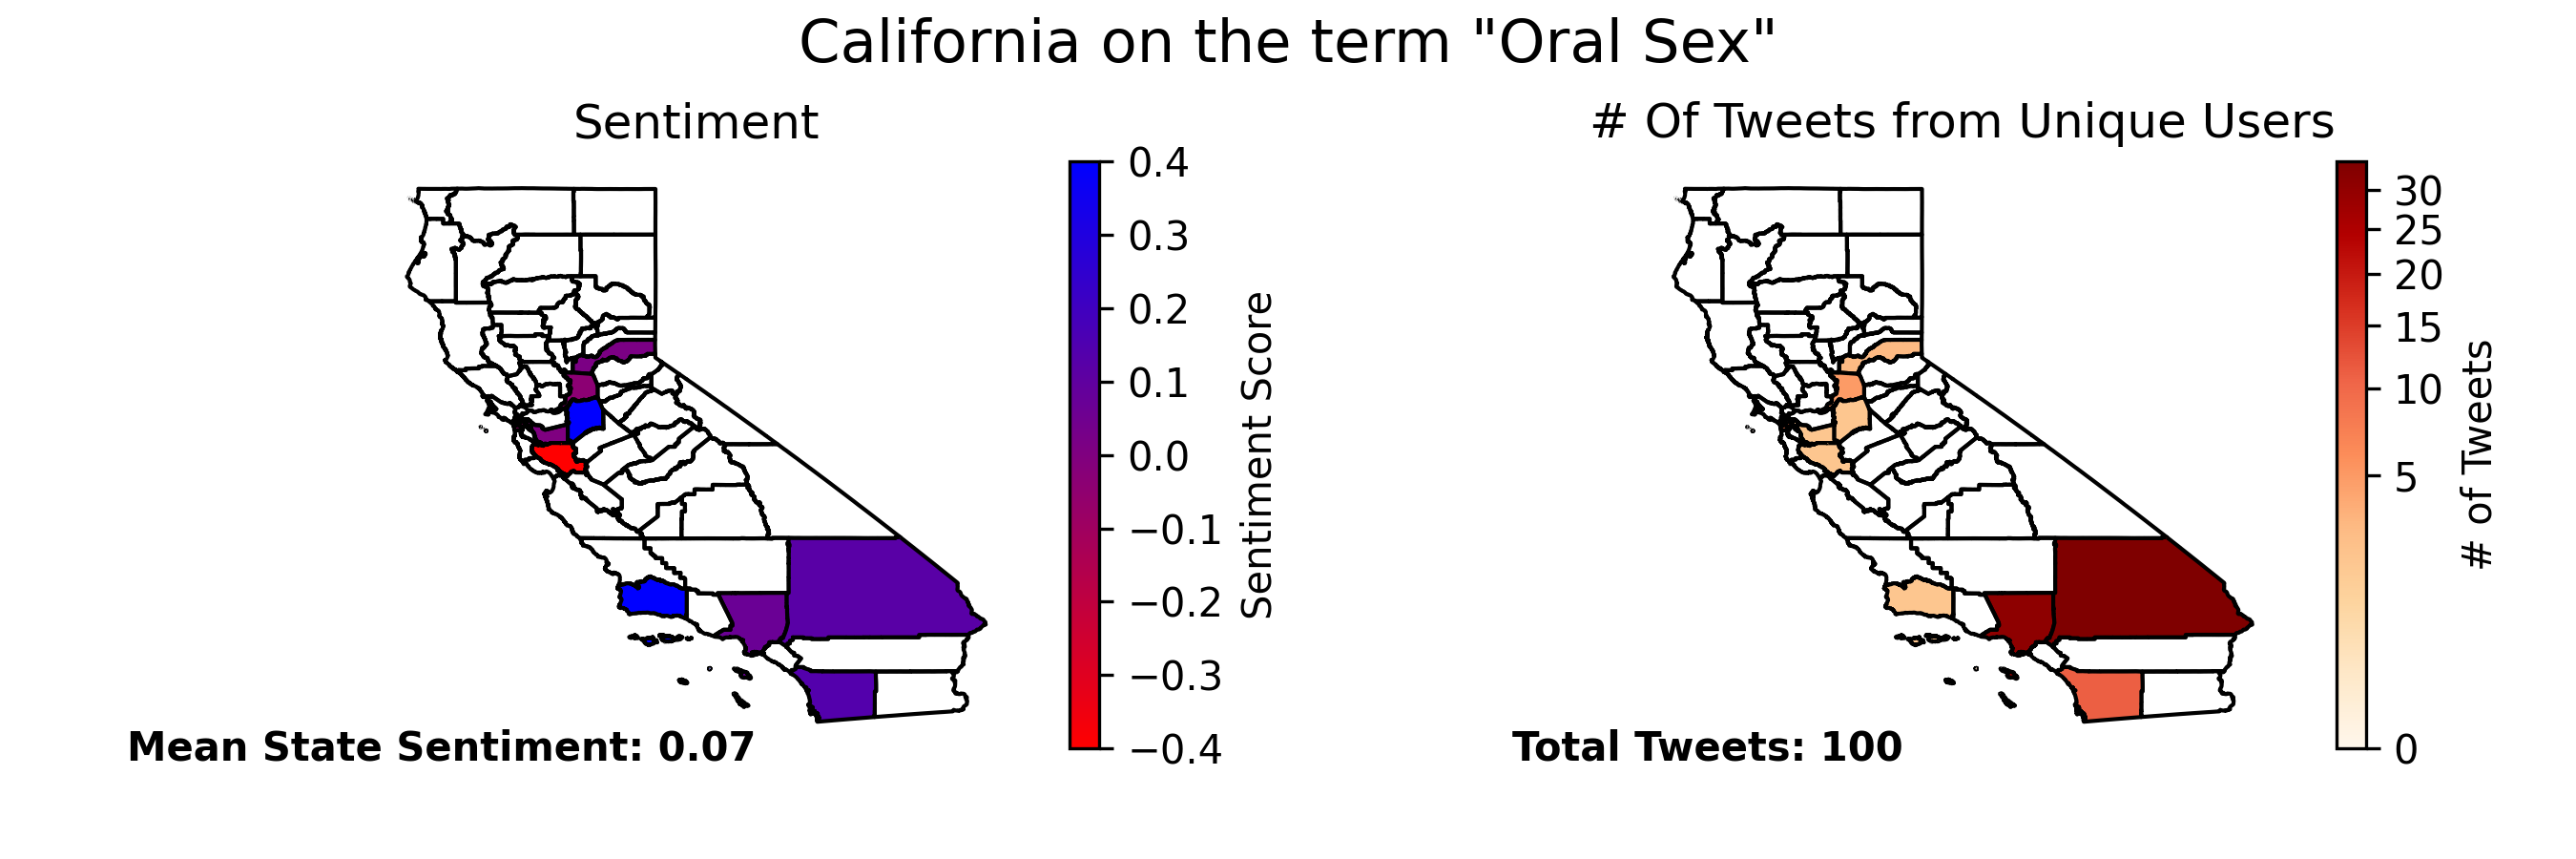 California on the term "Oral Sex"
Sentiment
0.4
0.3
0.2
0.1
0.0
−0.1
−0.2
−0.3
−0.4
Sentiment Score
Mean State Sentiment: 0.07
# Of Tweets from Unique Users
30
25
20
15
10
5
0
# of Tweets
Total Tweets: 100